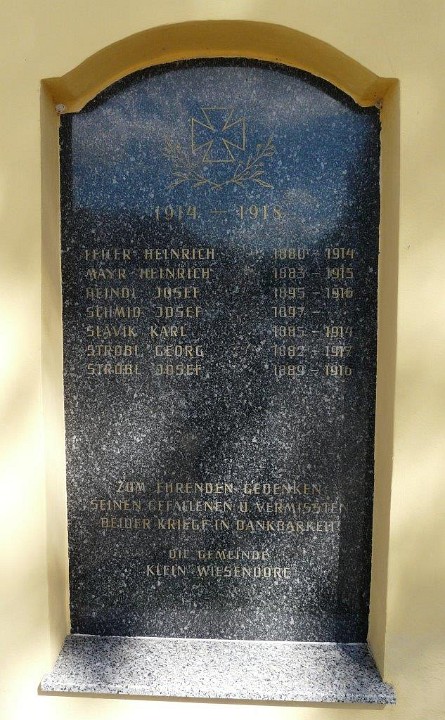 1914 – 1918
HEINRICH 1880 – 1914
MAYR HEINRICH 1883 – 1915
HEINDL JOSEF 1895 – 1916
SCHMID JOSEF 1897 –
SLAVIK KARL 1885 – 1914
STROBL GEORG 1882 – 1917
STROBL JOSEF 1889 – 1916
ZUM EHRENDEN GEDENKEN
SEINEN GEFALLENEN U. VERMISSTEN
BEIDER KRIEGE IN DANKBARKEIT
DIE GEMEINDE
KLEIN WIESENDORF